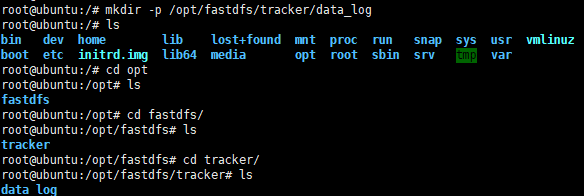 root@ubuntu:/# mkdir -p /opt/fastdfs/tracker/data_log
root@ubuntu:/# ls
bin dev home lib lost+found mnt proc run snap sys usr vmlinuz
boot etc initrd.img lib64 media opt root sbin srv tmp var
root@ubuntu:/# cd opt
root@ubuntu:/opt# ls
fastdfs
root@ubuntu:/opt# cd fastdfs/
root@ubuntu:/opt/fastdfs# ls
tracker
root@ubuntu:/opt/fastdfs# cd tracker/
root@ubuntu:/opt/fastdfs/tracker# ls
data_log